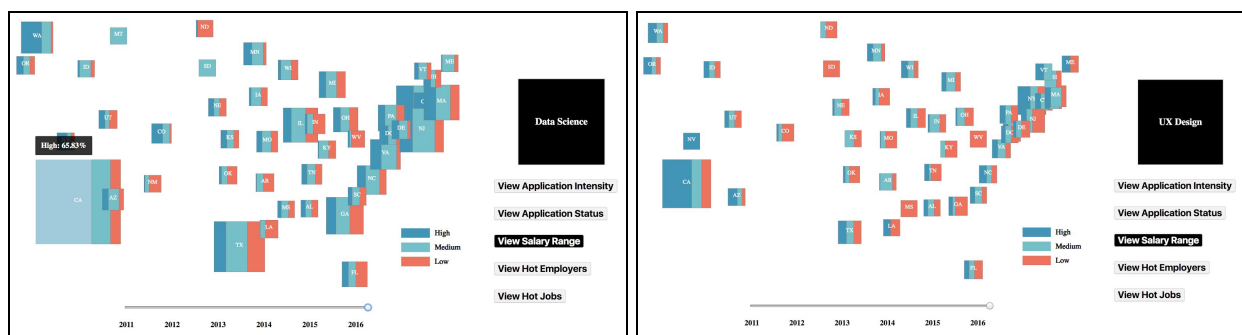 WA
MT
ND
OR
ID
SD
MN
WI
MI
VT
ME
MA
NE
IA
IL
IN
OH
PA
NJ
UT
CO
KS
MO
KY
WV
DE
VA
High: 65.83%
CA
AZ
NM
OK
AR
TN
NC
SC
MS
AL
GA
TX
LA
FL
Data Science
View Application Intensity
View Application Status
View Salary Range
View Hot Employers
View Hot Jobs
High
Medium
Low
2011
2012
2013
2014
2015
2016
WA
ND
OR
ID
SD
MN
WI
MI
VT
ME
NE
IA
IL
IN
OH
PA
NY
MA
NJ
NV
UT
CO
KS
MO
KY
WV
DC
DE
VA
CA
AZ
OK
AR
TN
NC
SC
MS
AL
GA
TX
LA
FL
UX Design
View Application Intensity
View Application Status
View Salary Range
View Hot Employers
View Hot Jobs
High
Medium
Low
2011
2012
2013
2014
2015
2016